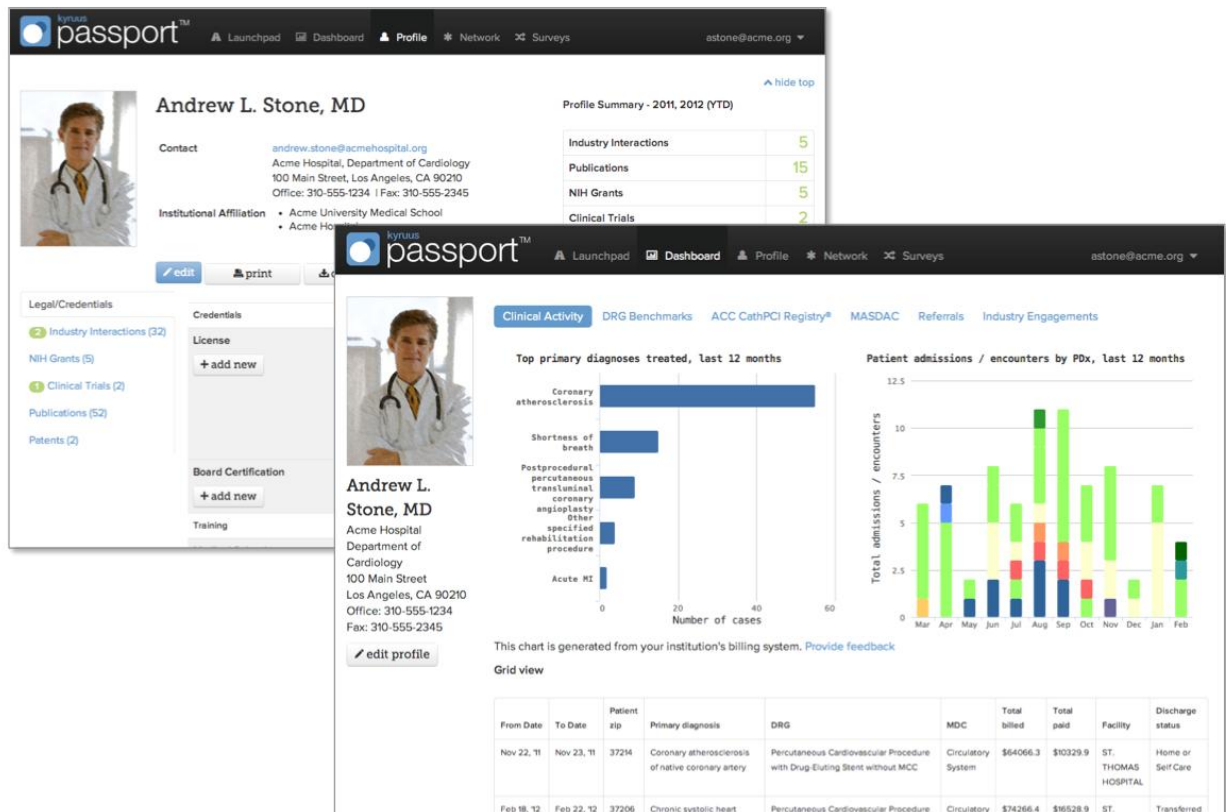 kyruus
passport™
Launchpad
Dashboard
Profile
Network
Surveys
astone@acme.org
hide top
Andrew L. Stone, MD
Contact
andrew.stone@acmehospital.org
Acme Hospital, Department of Cardiology
100 Main Street, Los Angeles, CA 90210
Office: 310-555-1234 | Fax: 310-555-2345
Institutional Affiliation
• Acme University Medical School
• Acme
edit
print
Profile Summary - 2011, 2012 (YTD)
Industry Interactions 5
Publications 15
NIH Grants 5
Clinical Trials 2
Legal/Credentials
2 Industry Interactions (32)
NIH Grants (5)
1 Clinical Trials (2)
Publications (52)
Patents (2)
Credentials
License
+ add new
Board Certification
+ add new
Training
kyruus
passport™
Launchpad
Dashboard
Profile
Network
Surveys
astone@acme.org
Andrew L.
Stone, MD
Acme Hospital
Department of
Cardiology
100 Main Street
Los Angeles, CA 90210
Office: 310-555-1234
Fax: 310-555-2345
edit profile
Clinical Activity
DRG Benchmarks
ACC CathPCI Registry®
MASDAC
Referrals
Industry Engagements
Top primary diagnoses treated, last 12 months
Coronary
atherosclerosis
Shortness of
breath
Postprocedural
percutaneous
transluminal
coronary
angioplasty
Other
specified
rehabilitation
procedure
Acute MI
0 20 40 60
Number of cases
Patient admissions / encounters by PDx, last 12 months
Total admissions / encounters
12.5
10
7.5
5
2.5
0
Mar Apr May Jun Jul Aug Sep Oct Nov Dec Jan Feb
This chart is generated from your institution's billing system. Provide feedback
Grid view
From Date
To Date
Patient
zip
Primary diagnosis
DRG
MDC
Total
billed
Total
paid
Facility
Discharge
status
Nov 22, '11
Nov 23, '11
37214
Coronary atherosclerosis
of native coronary artery
Percutaneous Cardiovascular Procedure
with Drug-Eluting Stent without MCC
Circulatory
System
$64066.3
$10329.9
ST.
THOMAS
HOSPITAL
Home or
Self Care
Feb 18, '12
Feb 22, '12
37206
Chronic systolic heart
Percutaneous Cardiovascular Procedure
Circulatory
$74266.4
$16528.9
ST.
Transferred